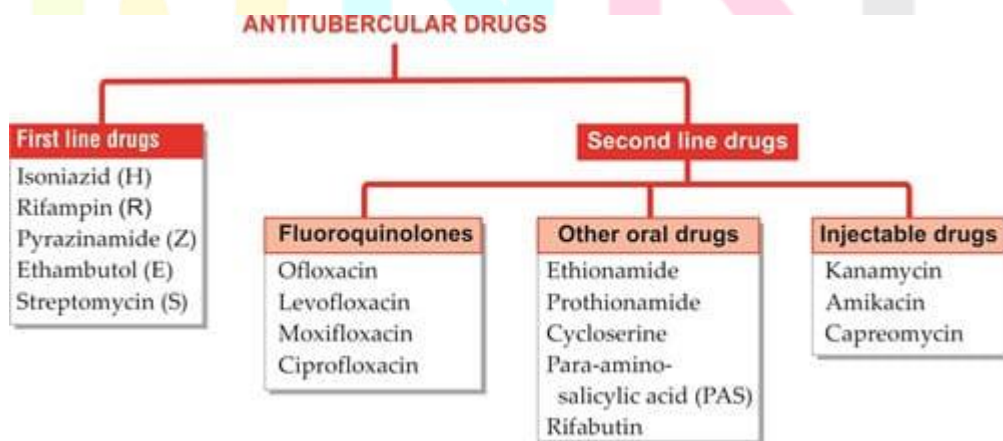 ANTITUBERCULAR DRUGS
First line drugs
Isoniazid (H)
Rifampin (R)
Pyrazinamide (Z)
Ethambutol (E)
Streptomycin (S)
Second line drugs
Fluoroquinolones
Ofloxacin
Levofloxacin
Moxifloxacin
Ciprofloxacin
Other oral drugs
Ethionamide
Prothionamide
Cycloserine
Para-amino-
salicylic acid (PAS)
Rifabutin
Injectable drugs
Kanamycin
Amikacin
Capreomycin